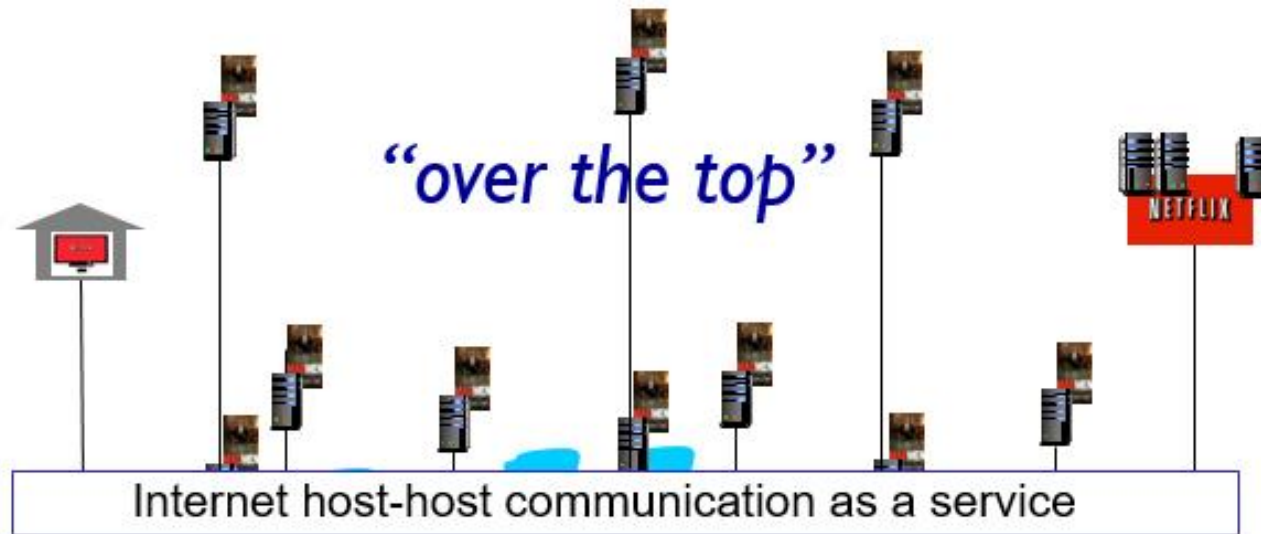 “over the top”
NETFLIX
Internet host-host communication as a service